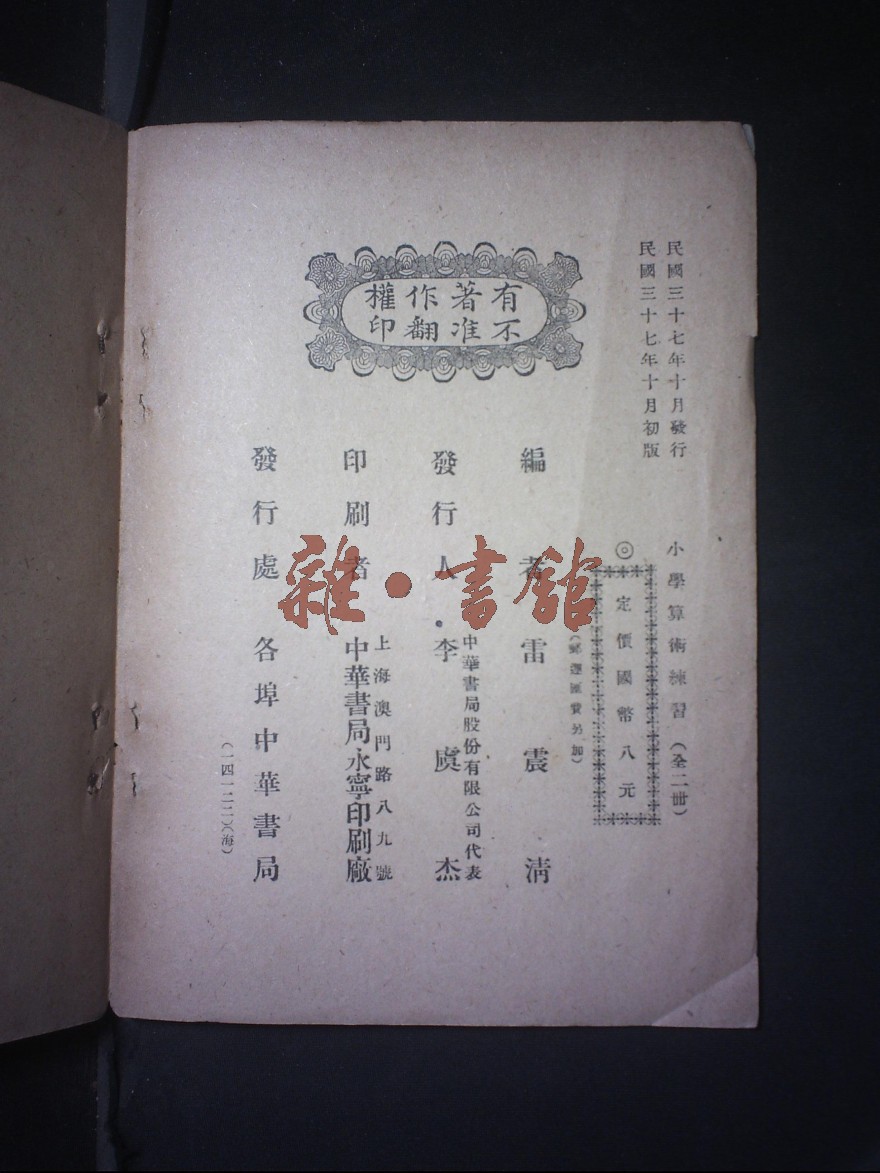 民國三十七年十月發行
民國三十七年十月初版
小學算術練習（全二冊）
◎定價國幣八元
（郵運匯費另加）
有著作權
不准翻印
編者雷震清
中華書局股份有限公司代表
發行人李虞杰
上海澳門路八九號
印刷者中華書局永寧印刷廠
發行處各埠中華書局
（一四一二二）（海）
雜·書館